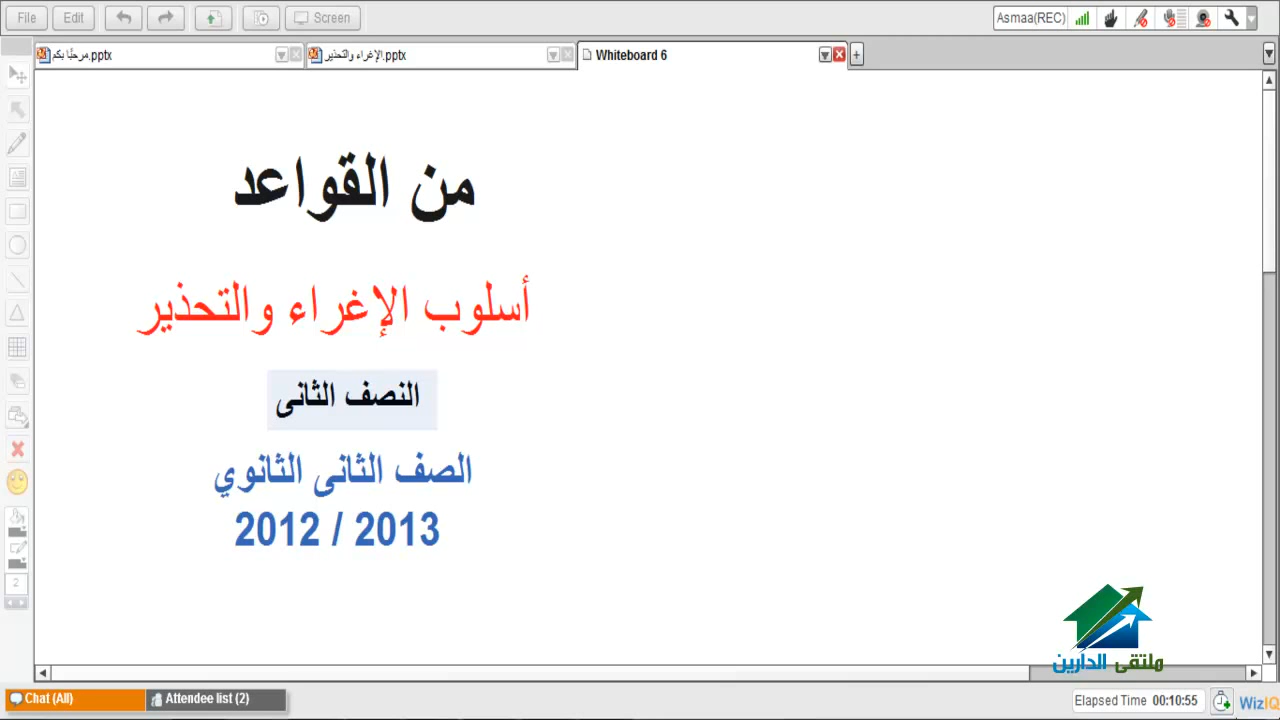 File Edit Screen Asmaa(REC)
مرحبًا بكم.pptx الإغراء والتحذير.pptx Whiteboard 6
من القواعد
أسلوب الإغراء والتحذير
النصف الثانى
الصف الثانى الثانوي
2012 / 2013
2
ملتقى الدارين
Chat (All) Attendee list (2) Elapsed Time 00:10:55 WizIQ